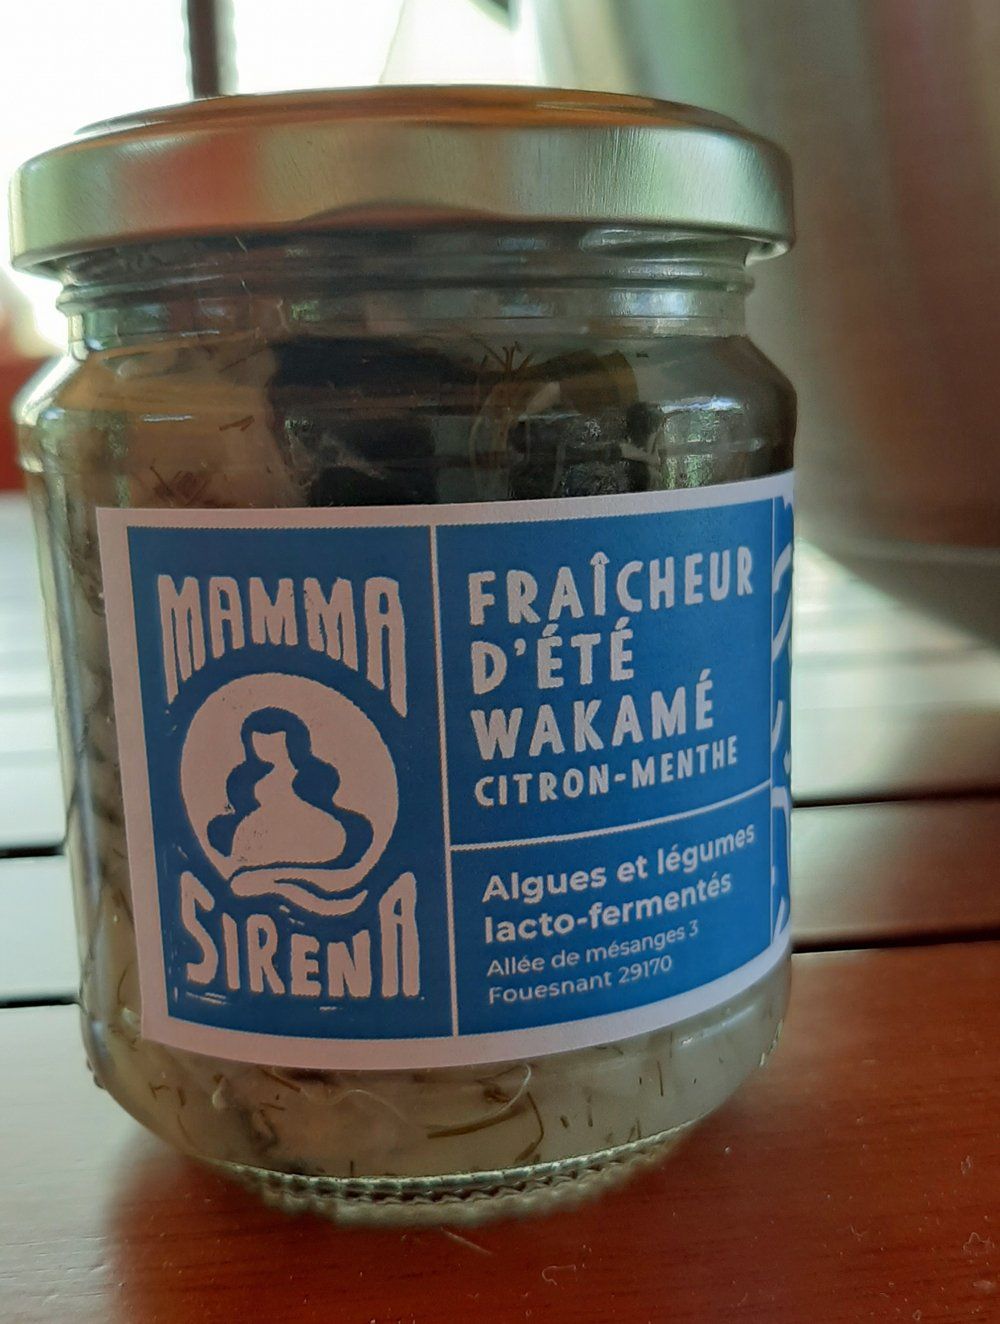 MAMMA
SIRENA
FRAÎCHEUR
D'ÉTÉ
WAKAMÉ
CITRON-MENTHE
Algues et légumes
lacto-fermentés
Allée de mésanges 3
Fouesnant 29170